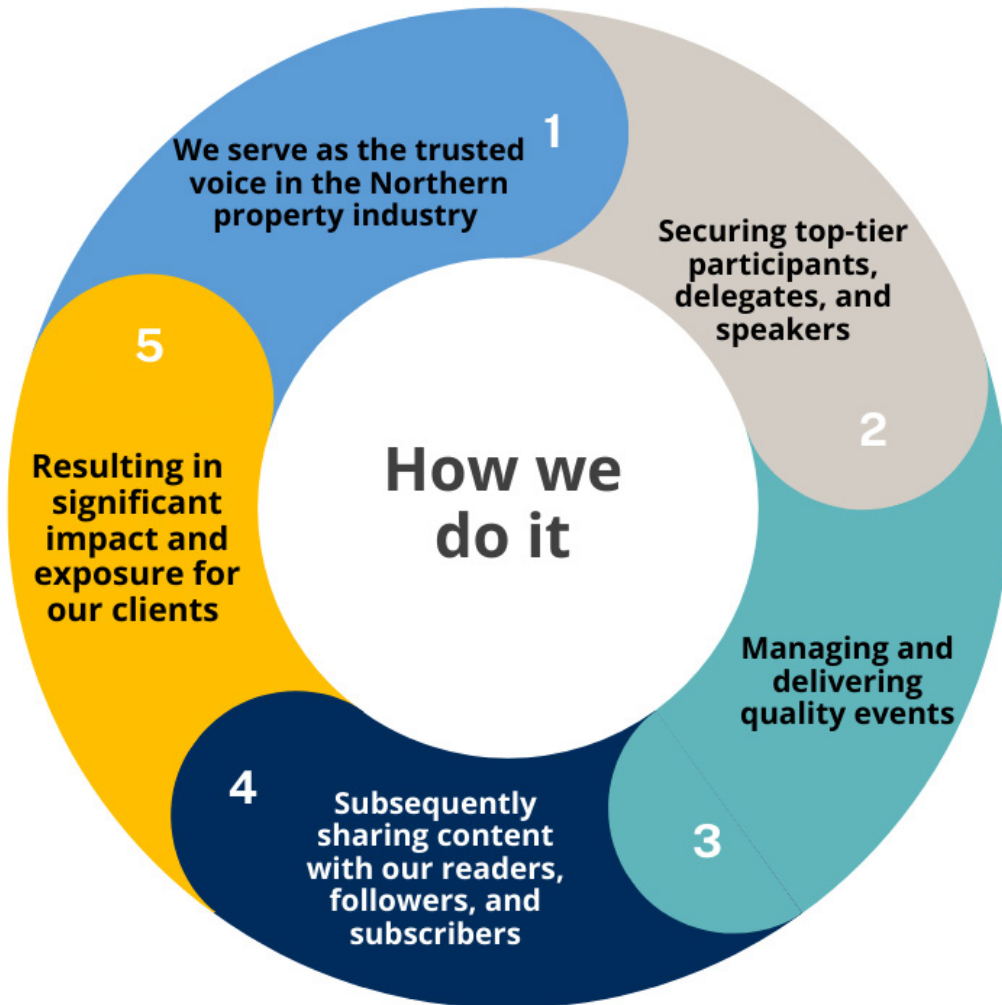 How we
do it
1
We serve as the trusted
voice in the Northern
property industry
Securing top-tier
participants,
delegates, and
speakers
2
Managing and
delivering
quality events
3
4
Subsequently
sharing content
with our readers,
followers, and
subscribers
5
Resulting in
significant
impact and
exposure for
our clients